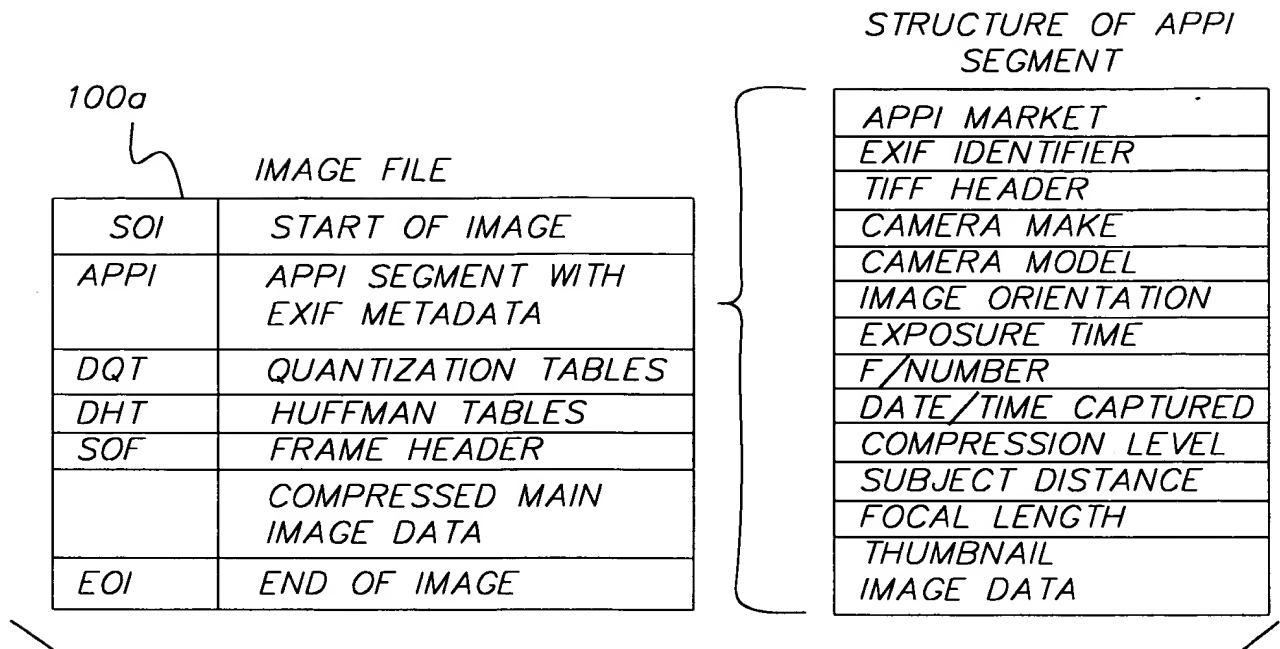 STRUCTURE OF APPI
SEGMENT
100a
IMAGE FILE
SOI START OF IMAGE
APPI APPI SEGMENT WITH
EXIF METADATA
DQT QUANTIZATION TABLES
DHT HUFFMAN TABLES
SOF FRAME HEADER
COMPRESSED MAIN
IMAGE DATA
EOI END OF IMAGE
APPI MARKET
EXIF IDENTIFIER
TIFF HEADER
CAMERA MAKE
CAMERA MODEL
IMAGE ORIENTATION
EXPOSURE TIME
F/NUMBER
DATE/TIME CAPTURED
COMPRESSION LEVEL
SUBJECT DISTANCE
FOCAL LENGTH
THUMBNAIL
IMAGE DATA